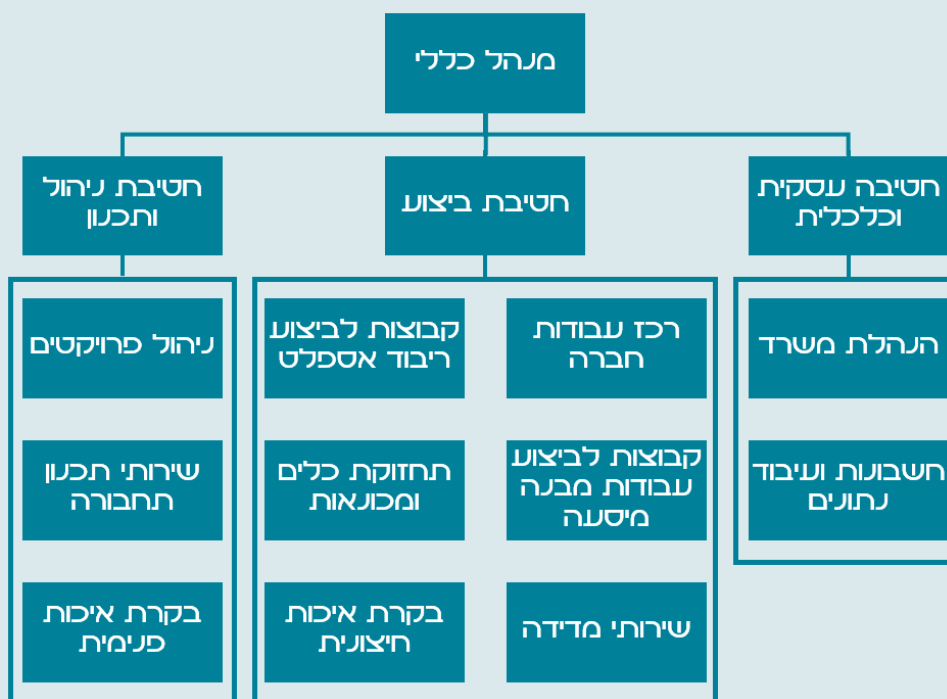 מנהל כללי
חטיבה עסקית
וכלכלית
חטיבת ביצוע
חטיבת ניהול
ותכנון
הנהלת משרד
חשבונות ועיבוד
נתונים
רכז עבודות
חברה
קבוצות לביצוע
ריבוד אספלט
קבוצות לביצוע
עבודות מבנה
מיסעה
תחזוקת כלים
ומכונאות
שירותי מדידה
בקרת איכות
חיצונית
ניהול פרויקטים
שירותי תכנון
תחבורה
בקרת איכות
פנימית